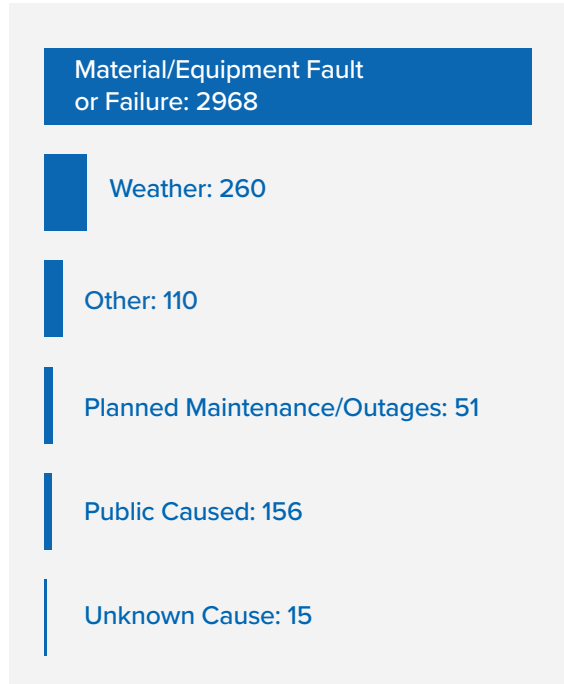 Material/Equipment Fault
or Failure: 2968
Weather: 260
Other: 110
Planned Maintenance/Outages: 51
Public Caused: 156
Unknown Cause: 15